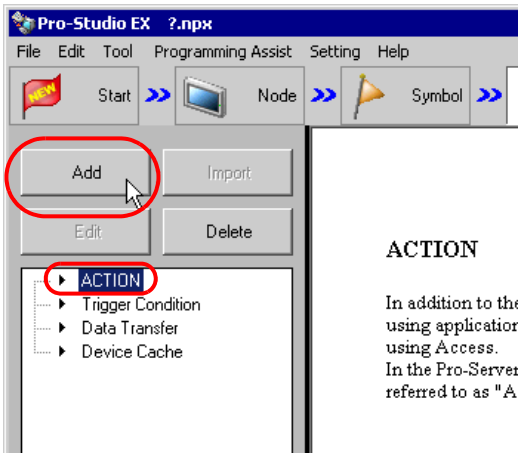 Pro-Studio EX ?.npx
File Edit Tool Programming Assist Setting Help
NEW Start Node Symbol
Add Import
Edit Delete
ACTION
Trigger Condition
Data Transfer
Device Cache
ACTION
In addition to the
using application
using Access.
In the Pro-Server
referred to as "A